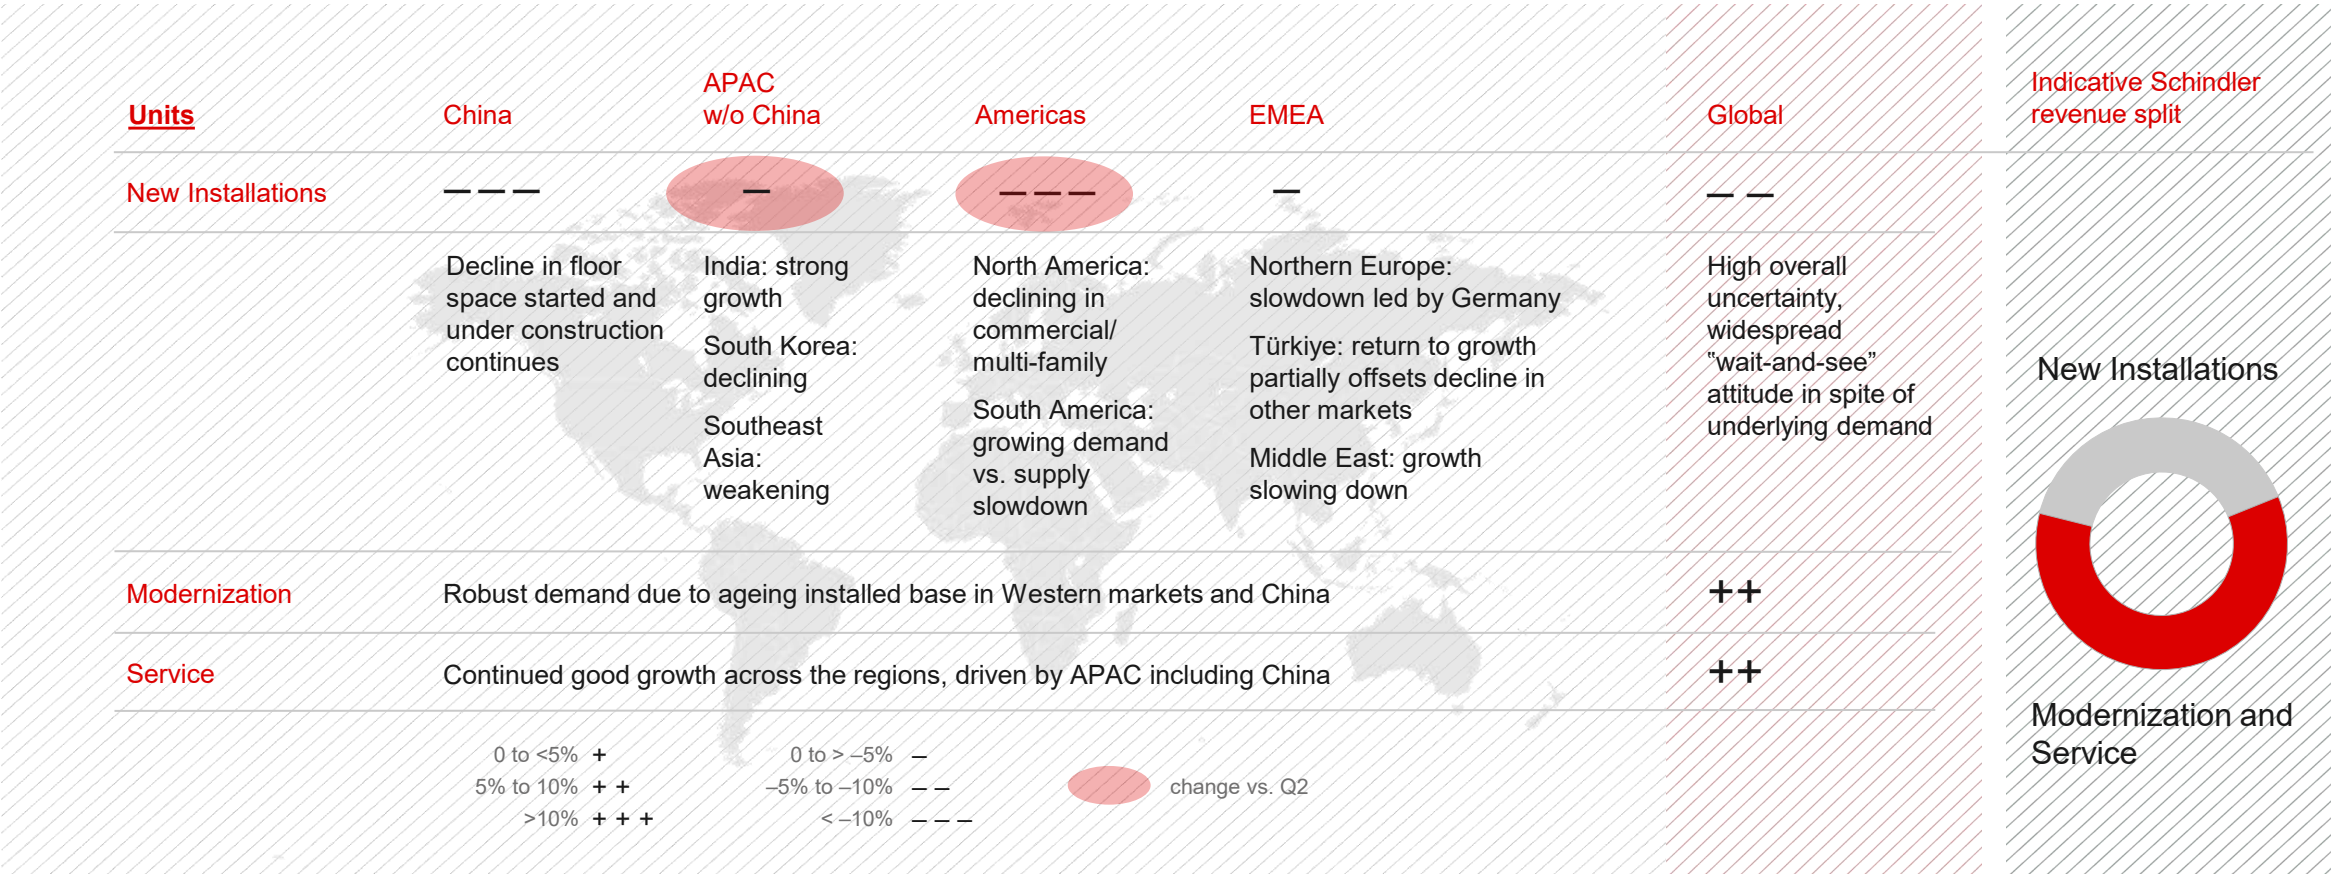 Units
China
APAC
w/o China
Americas
EMEA
Global
Indicative Schindler
revenue split
New Installations
– – –
–
– – –
–
– –
Decline in floor
space started and
under construction
continues
India: strong
growth
South Korea:
declining
Southeast
Asia:
weakening
North America:
declining in
commercial/
multi-family
South America:
growing demand
vs. supply
slowdown
Northern Europe:
slowdown led by Germany
Türkiye: return to growth
partially offsets decline in
other markets
Middle East: growth
slowing down
High overall
uncertainty,
widespread
“wait-and-see”
attitude in spite of
underlying demand
New Installations
Modernization
Robust demand due to ageing installed base in Western markets and China
++
Service
Continued good growth across the regions, driven by APAC including China
++
Modernization and
Service
0 to <5% +
5% to 10% + +
>10% + + +
0 to > –5% –
–5% to –10% – –
< –10% – – –
change vs. Q2